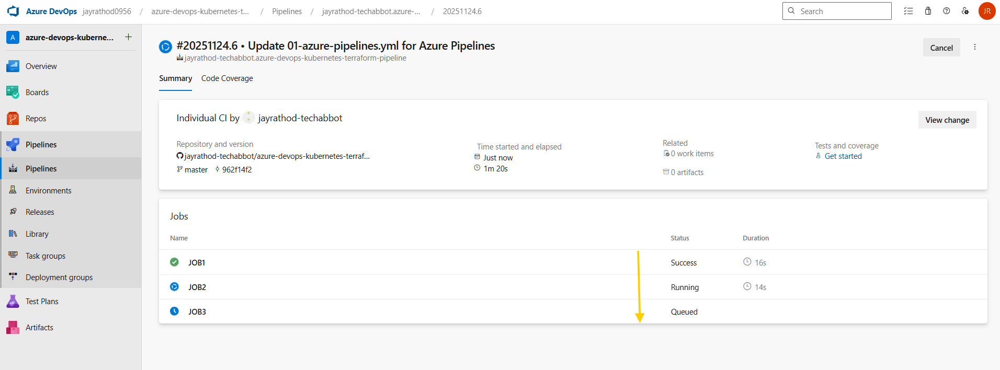 Azure DevOps jayrathod0956 / azure-devops-kubernetes-t... / Pipelines / jayrathod-techabbot.azure-... / 20251124.6 Search JR
A azure-devops-kuberne... +
Overview
Boards
Repos
Pipelines
Pipelines
Environments
Releases
Library
Task groups
Deployment groups
Test Plans
Artifacts
#20251124.6 • Update 01-azure-pipelines.yml for Azure Pipelines
jayrathod-techabbot.azure-devops-kubernetes-terraform-pipeline
Cancel
Summary Code Coverage
Individual CI by jayrathod-techabbot
View change
Repository and version
jayrathod-techabbot/azure-devops-kubernetes-terraf...
master 962f14f2
Time started and elapsed
Just now
1m 20s
Related
0 work items
0 artifacts
Tests and coverage
Get started
Jobs
Name Status Duration
JOB1 Success 16s
JOB2 Running 14s
JOB3 Queued